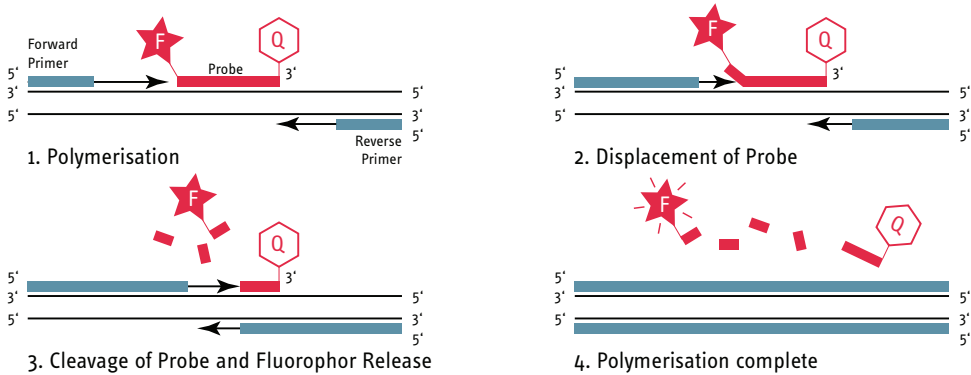 F
Q
Forward
Primer
Probe
5‘
3‘
3‘
5‘
5‘
3‘
5‘
Reverse
Primer
1. Polymerisation
F
Q
5‘
3‘
3‘
5‘
5‘
3‘
5‘
2. Displacement of Probe
F
Q
5‘
3‘
3‘
5‘
5‘
3‘
5‘
3. Cleavage of Probe and Fluorophor Release
F
Q
5‘
3‘
5‘
5‘
3‘
5‘
4. Polymerisation complete